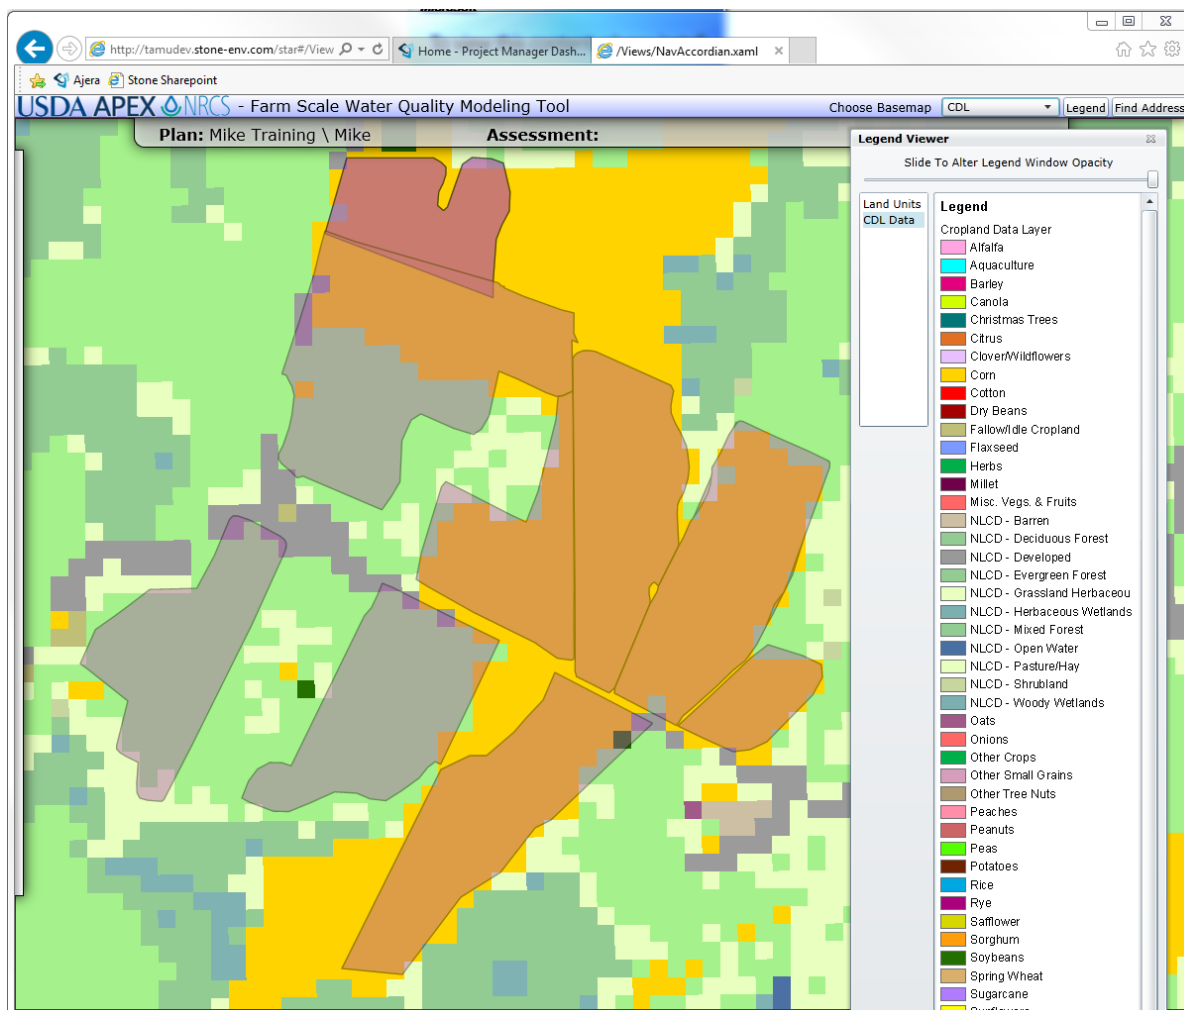 http://tamudev.stone-env.com/star#/View
Home - Project Manager Dash...
/Views/NavAccordian.xaml
Ajera
Stone Sharepoint
USDA APEX NRCS - Farm Scale Water Quality Modeling Tool
Choose Basemap
CDL
Legend
Find Address
Plan: Mike Training \ Mike
Assessment:
Legend Viewer
Slide To Alter Legend Window Opacity
Land Units
CDL Data
Legend
Cropland Data Layer
Alfalfa
Aquaculture
Barley
Canola
Christmas Trees
Citrus
Clover/Wildflowers
Corn
Cotton
Dry Beans
Fallow/Idle Cropland
Flaxseed
Herbs
Millet
Misc. Vegs. & Fruits
NLCD - Barren
NLCD - Deciduous Forest
NLCD - Developed
NLCD - Evergreen Forest
NLCD - Grassland Herbaceou
NLCD - Herbaceous Wetlands
NLCD - Mixed Forest
NLCD - Open Water
NLCD - Pasture/Hay
NLCD - Shrubland
NLCD - Woody Wetlands
Oats
Onions
Other Crops
Other Small Grains
Other Tree Nuts
Peaches
Peanuts
Peas
Potatoes
Rice
Rye
Safflower
Sorghum
Soybeans
Spring Wheat
Sugarcane